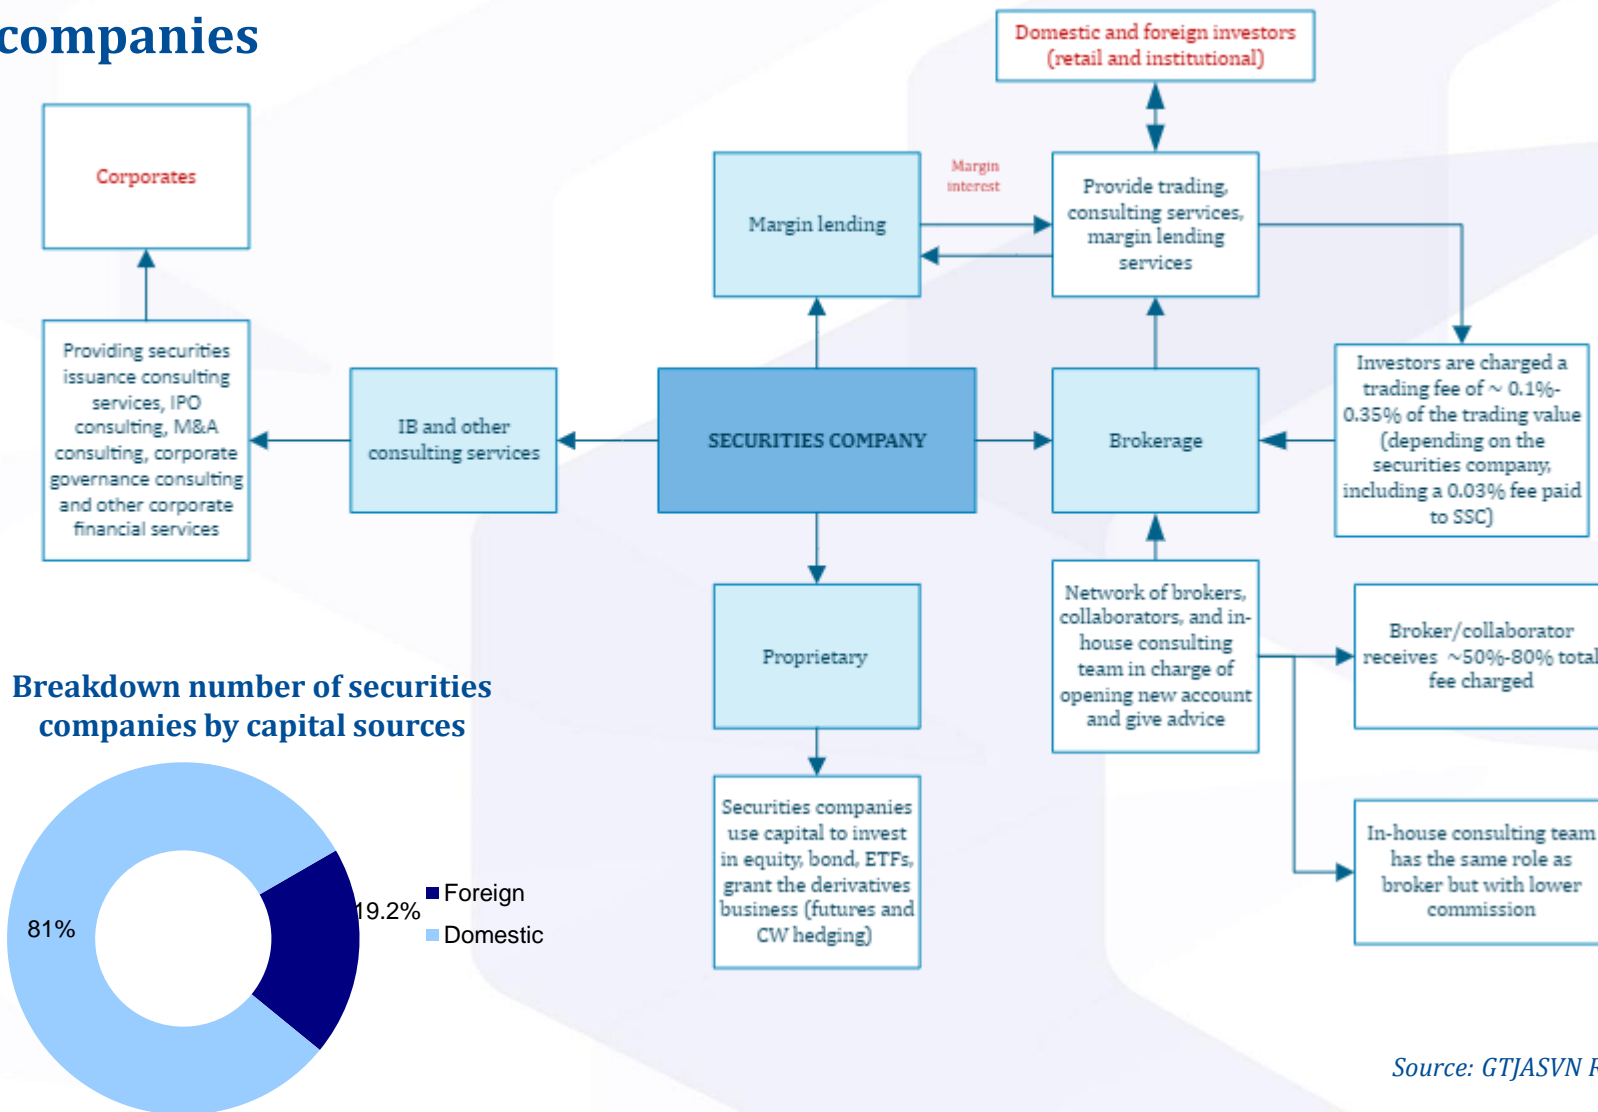 companies
Domestic and foreign investors
(retail and institutional)
Corporates
Margin lending
Margin
interest
Provide trading,
consulting services,
margin lending
services
Providing securities
issuance consulting
services, IPO
consulting, M&A
consulting, corporate
governance consulting
and other corporate
financial services
IB and other
consulting services
SECURITIES COMPANY
Brokerage
Investors are charged a
trading fee of ~ 0.1%-
0.35% of the trading value
(depending on the
securities company,
including a 0.03% fee paid
to SSC)
Proprietary
Network of brokers,
collaborators, and in-
house consulting
team in charge of
opening new account
and give advice
Broker/collaborator
receives ~50%-80% total
fee charged
Securities companies
use capital to invest
in equity, bond, ETFs,
grant the derivatives
business (futures and
CW hedging)
In-house consulting team
has the same role as
broker but with lower
commission
Breakdown number of securities
companies by capital sources
81%
19.2%
Foreign
Domestic
Source: GTJASVN R